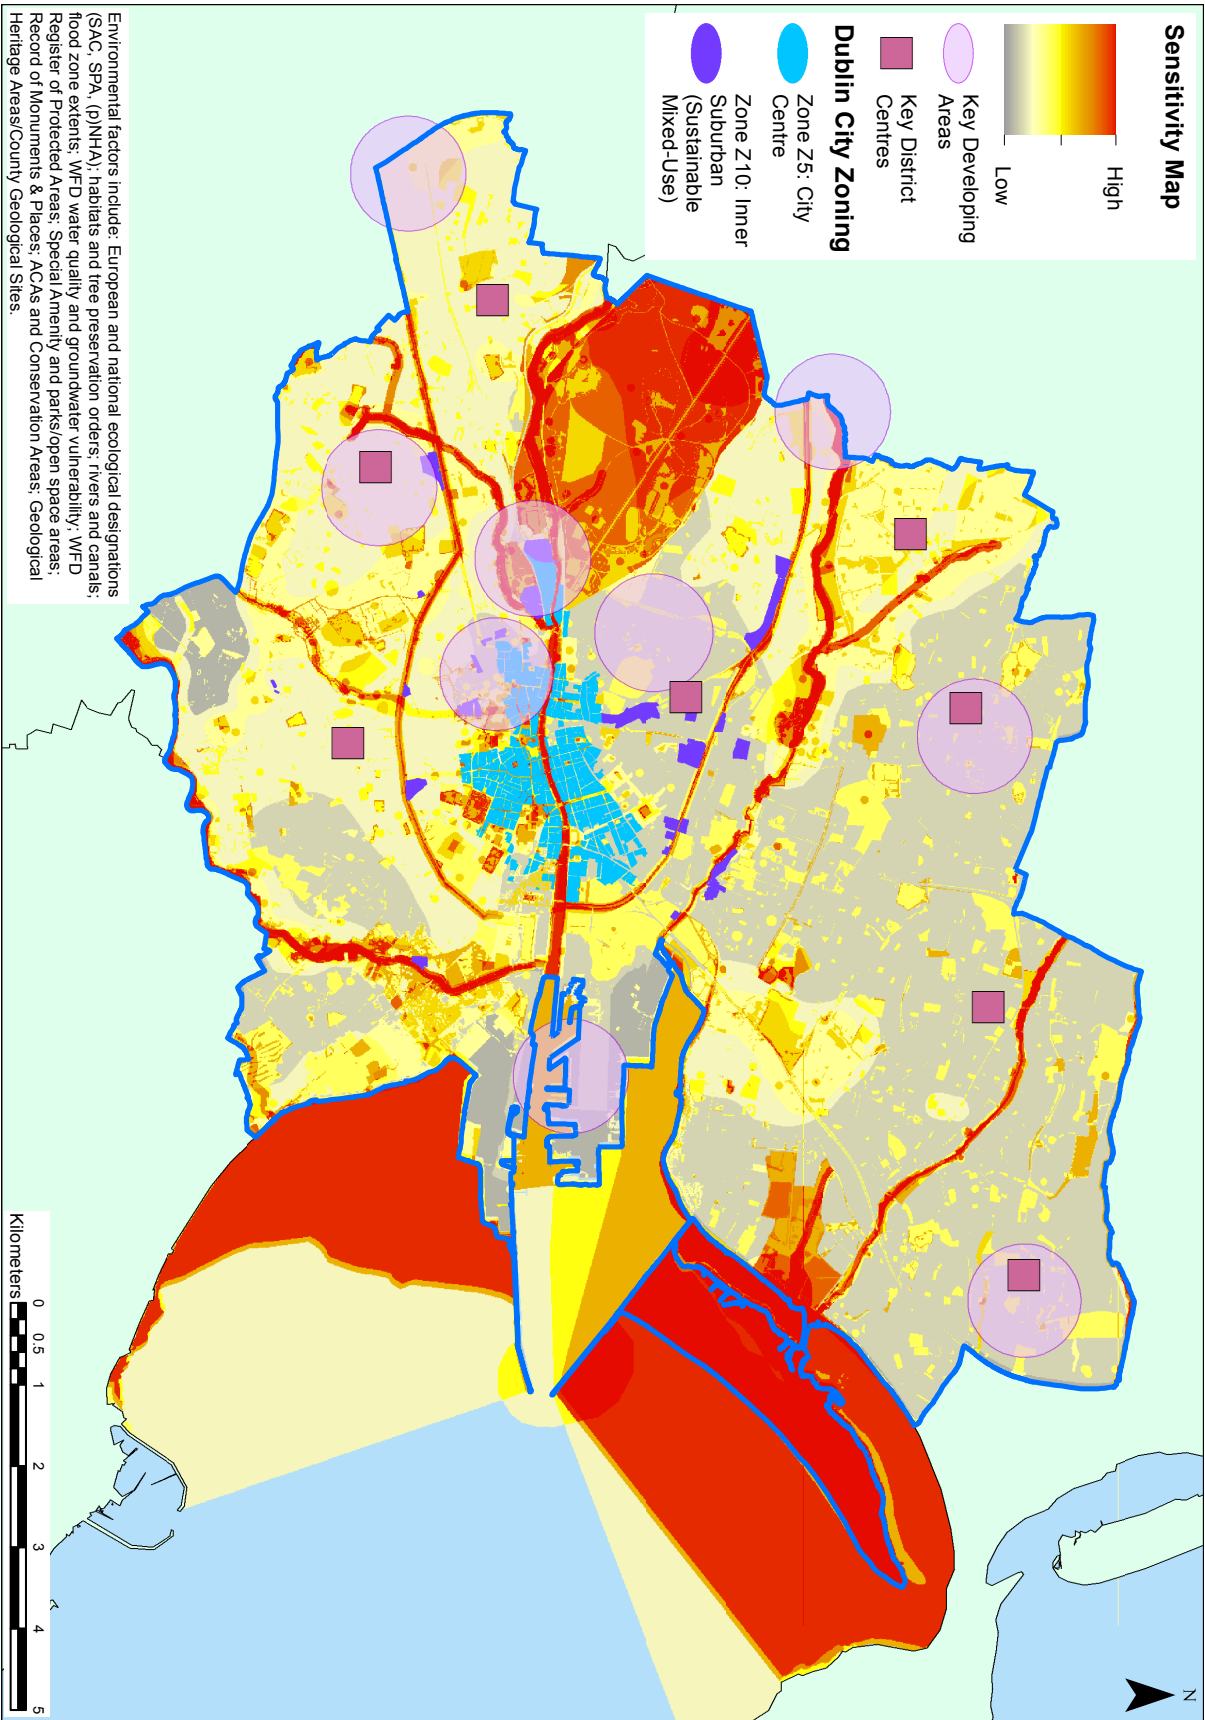 Sensitivity Map
High
Low
Key Developing
Areas
Key District
Centres
Dublin City Zoning
Zone Z5: City
Centre
Zone Z10: Inner
Suburban
(Sustainable
Mixed-Use)
Environmental factors include: European and national ecological designations
(SAC, SPA, (p)NHA); habitats and tree preservation orders; rivers and canals;
flood zone extents; WFD water quality and groundwater vulnerability; WFD
Register of Protected Areas; Special Amenity and parks/open space areas;
Record of Monuments & Places; ACAs and Conservation Areas; Geological
Heritage Areas/County Geological Sites.
N
0 0.5 1 2 3 4 5
Kilometers